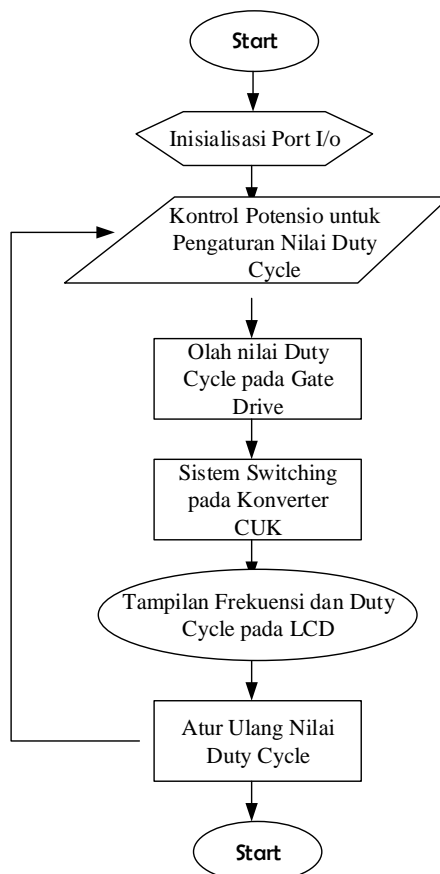 Start
Inisialisasi Port I/o
Kontrol Potensio untuk
Pengaturan Nilai Duty
Cycle
Olah nilai Duty
Cycle pada Gate
Drive
Sistem Switching
pada Konverter
CUK
Tampilan Frekuensi dan Duty
Cycle pada LCD
Atur Ulang Nilai
Duty Cycle
Start